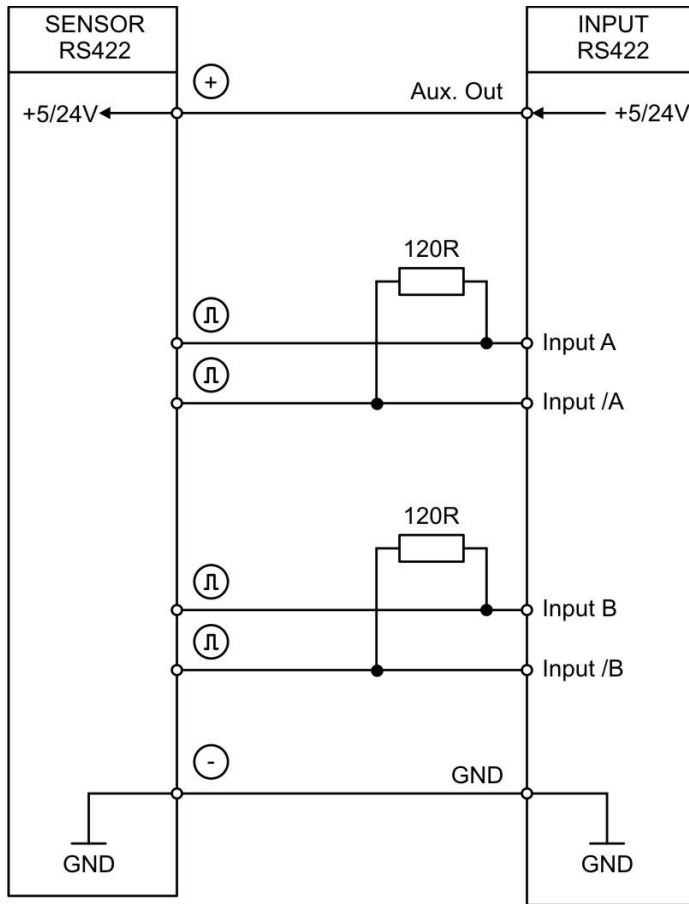 SENSOR
RS422
INPUT
RS422
+
Aux. Out
+5/24V
+5/24V
120R
Input A
Input /A
120R
Input B
Input /B
-
GND
GND
GND